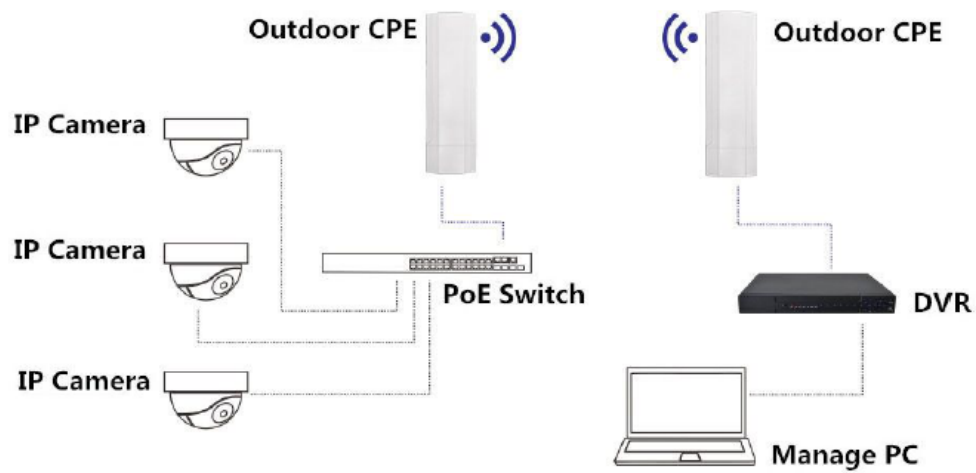 Outdoor CPE
Outdoor CPE
IP Camera
IP Camera
PoE Switch
DVR
IP Camera
Manage PC